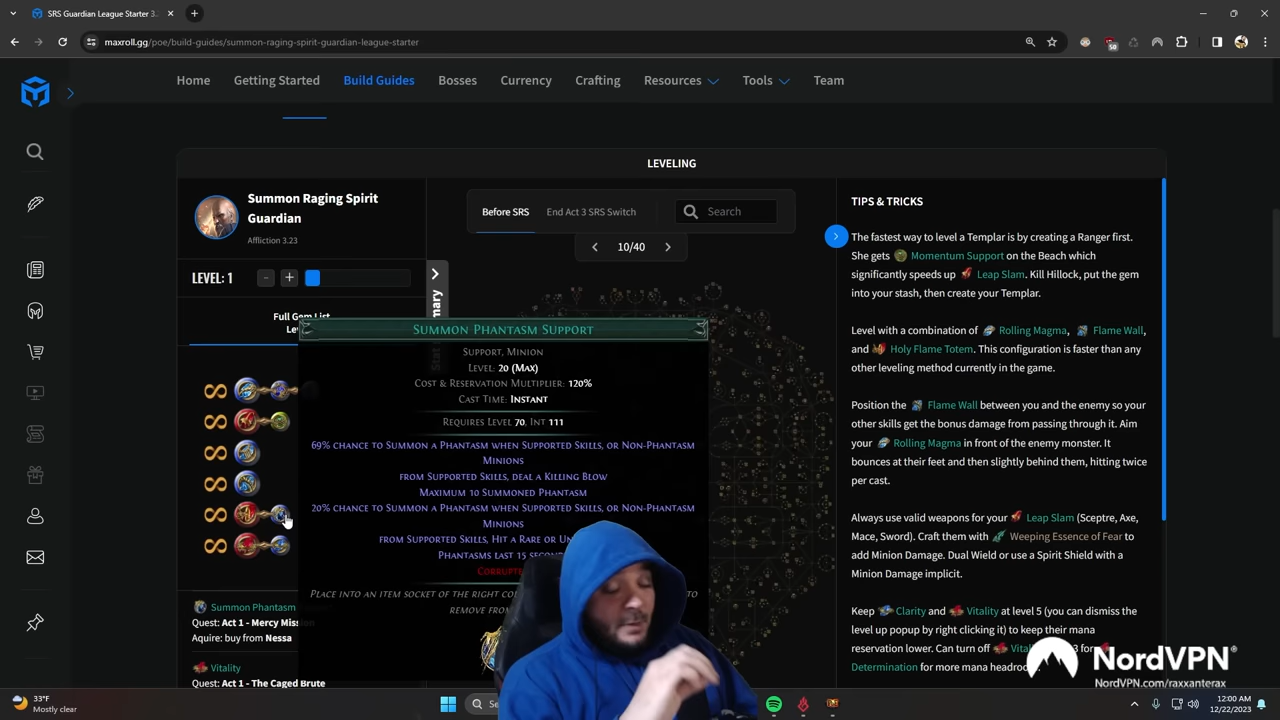 SRS Guardian League Starter 3.
maxroll.gg/poe/build-guides/summon-raging-spirit-guardian-league-starter
50
Home
Getting Started
Build Guides
Bosses
Currency
Crafting
Resources
Tools
Team
LEVELING
Summon Raging Spirit
Guardian
Affliction 3.23
LEVEL: 1
- +
Full Gem List
Before SRS
End Act 3 SRS Switch
Search
10/40
SUMMON PHANTASM SUPPORT
SUPPORT, MINION
LEVEL: 20 (MAX)
COST & RESERVATION MULTIPLIER: 120%
CAST TIME: INSTANT
REQUIRES LEVEL 70, INT 111
69% CHANCE TO SUMMON A PHANTASM WHEN SUPPORTED SKILLS, OR NON-PHANTASM
MINIONS
FROM SUPPORTED SKILLS, DEAL A KILLING BLOW
MAXIMUM 10 SUMMONED PHANTASM
20% CHANCE TO SUMMON A PHANTASM WHEN SUPPORTED SKILLS, OR NON-PHANTASM
MINIONS
FROM SUPPORTED SKILLS, HIT A RARE OR UN
PHANTASMS LAST 15 SECO
CORRUPTE
PLACE INTO AN ITEM SOCKET OF THE RIGHT CO TO
REMOVE FRO
Summon Phantasm
Quest: Act 1 - Mercy Mis
Aquire: buy from Nessa
Vitality
Quest: Act 1 - The Caged Brute
TIPS & TRICKS
The fastest way to level a Templar is by creating a Ranger first.
She gets Momentum Support on the Beach which
significantly speeds up Leap Slam. Kill Hillock, put the gem
into your stash, then create your Templar.
Level with a combination of Rolling Magma, Flame Wall,
and Holy Flame Totem. This configuration is faster than any
other leveling method currently in the game.
Position the Flame Wall between you and the enemy so your
other skills get the bonus damage from passing through it. Aim
your Rolling Magma in front of the enemy monster. It
bounces at their feet and then slightly behind them, hitting twice
per cast.
Always use valid weapons for your Leap Slam (Sceptre, Axe,
Mace, Sword). Craft them with Weeping Essence of Fear to
add Minion Damage. Dual Wield or use a Spirit Shield with a
Minion Damage implicit.
Keep Clarity and Vitality at level 5 (you can dismiss the
level up popup by right clicking it) to keep their mana
reservation lower. Can turn off Vit 3 for
Determination for more mana headroo
NordVPN®
NordVPN.com/raxxanterax
33°F
Mostly clear
Se
12:00 AM
12/22/2023